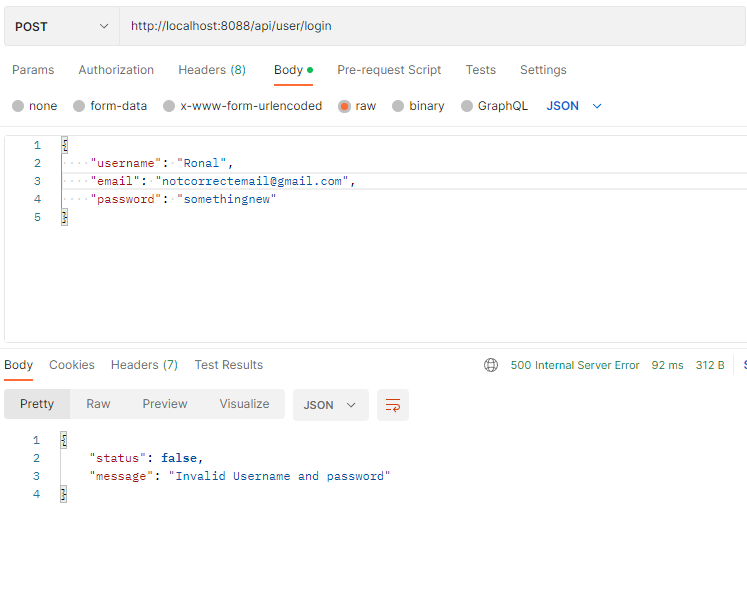 POST http://localhost:8088/api/user/login
Params Authorization Headers (8) Body Pre-request Script Tests Settings
none form-data x-www-form-urlencoded raw binary GraphQL JSON
1 {
2 "username": "Ronal",
3 "email": "notcorrectemail@gmail.com",
4 "password": "somethingnew"
5 }
Body Cookies Headers (7) Test Results 500 Internal Server Error 92 ms 312 B
Pretty Raw Preview Visualize JSON
1 {
2 "status": false,
3 "message": "Invalid Username and password"
4 }